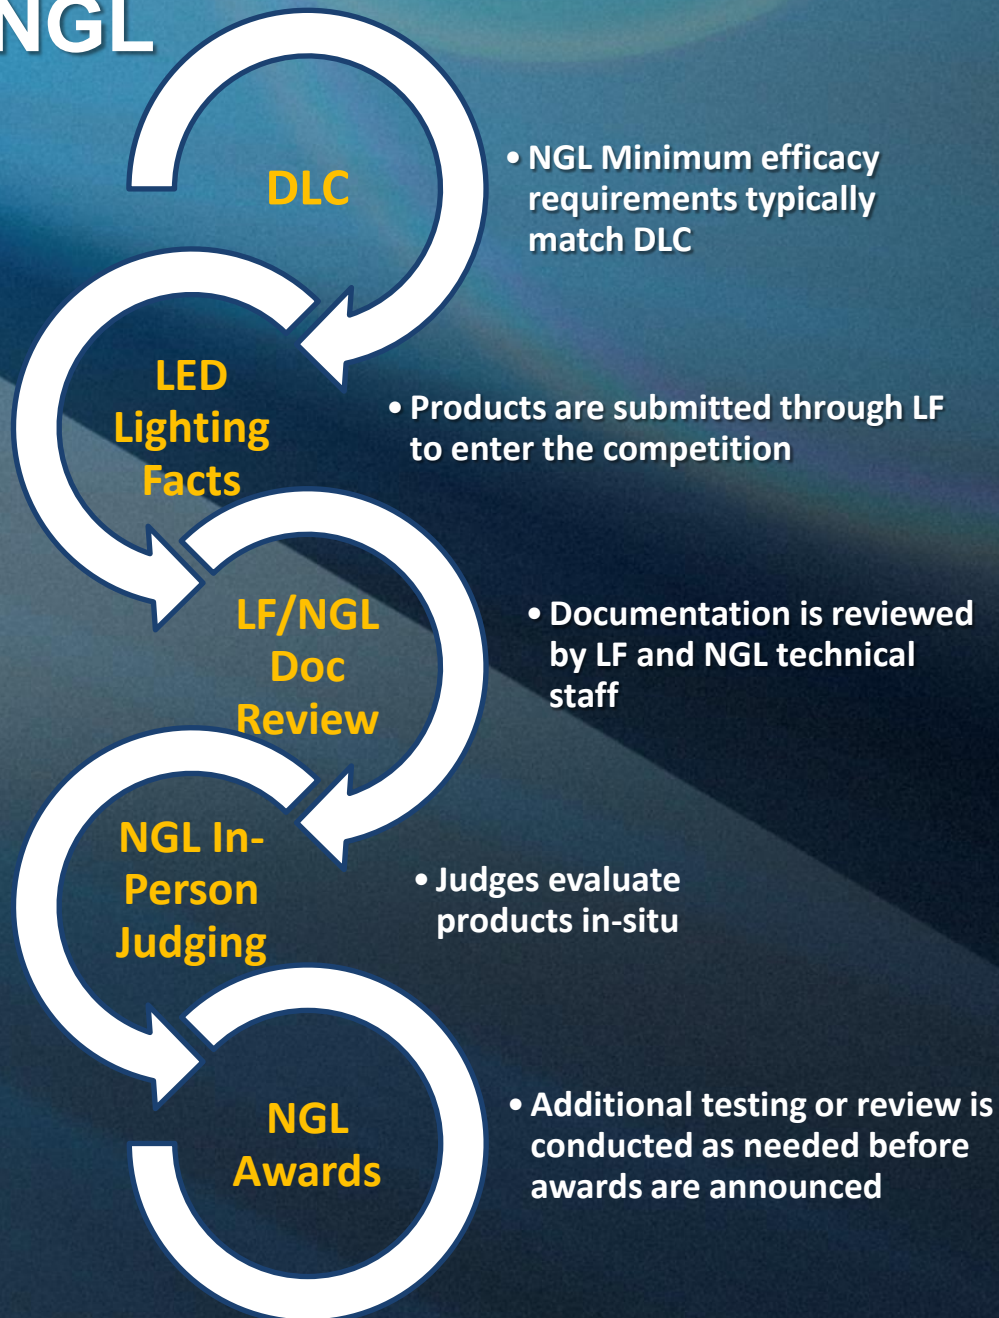 NGL
DLC
• NGL Minimum efficacy
requirements typically
match DLC
LED
Lighting
Facts
• Products are submitted through LF
to enter the competition
LF/NGL
Doc
Review
• Documentation is reviewed
by LF and NGL technical
staff
NGL In-
Person
Judging
• Judges evaluate
products in-situ
NGL
Awards
• Additional testing or review is
conducted as needed before
awards are announced